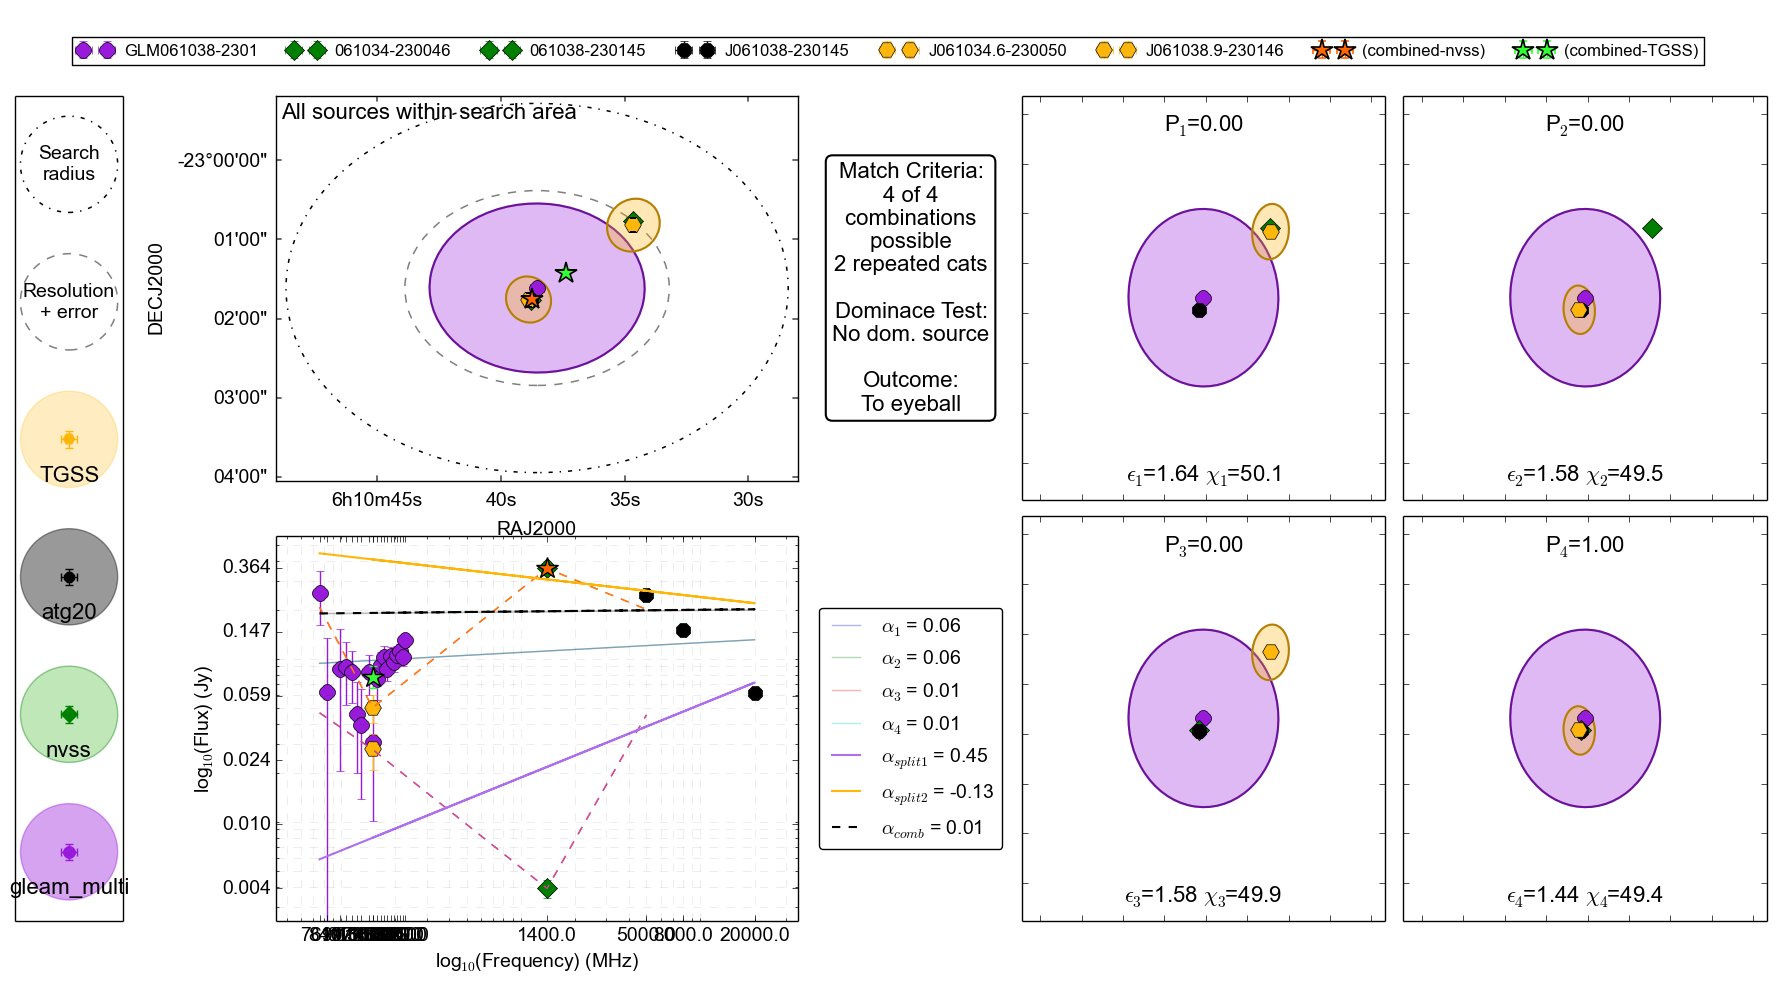 GLM061038-2301 061034-230046 061038-230145 J061038-230145 J061034.6-230050 J061038.9-230146 (combined-nvss) (combined-TGSS)
Search
radius
Resolution
+ error
TGSS
atg20
nvss
gleam_multi
All sources within search area
DECJ2000
-23°00'00"
01'00"
02'00"
03'00"
04'00"
6h10m45s 40s 35s 30s
RAJ2000
Match Criteria:
4 of 4
combinations
possible
2 repeated cats
Dominace Test:
No dom. source
Outcome:
To eyeball
P1=0.00
ϵ1=1.64 χ1=50.1
P2=0.00
ϵ2=1.58 χ2=49.5
P3=0.00
ϵ3=1.58 χ3=49.9
P4=1.00
ϵ4=1.44 χ4=49.4
log10(Flux) (Jy)
0.364
0.147
0.059
0.024
0.010
0.004
1400.0 20000.0
log10(Frequency) (MHz)
α1 = 0.06
α2 = 0.06
α3 = 0.01
α4 = 0.01
αsplit1 = 0.45
αsplit2 = -0.13
αcomb = 0.01